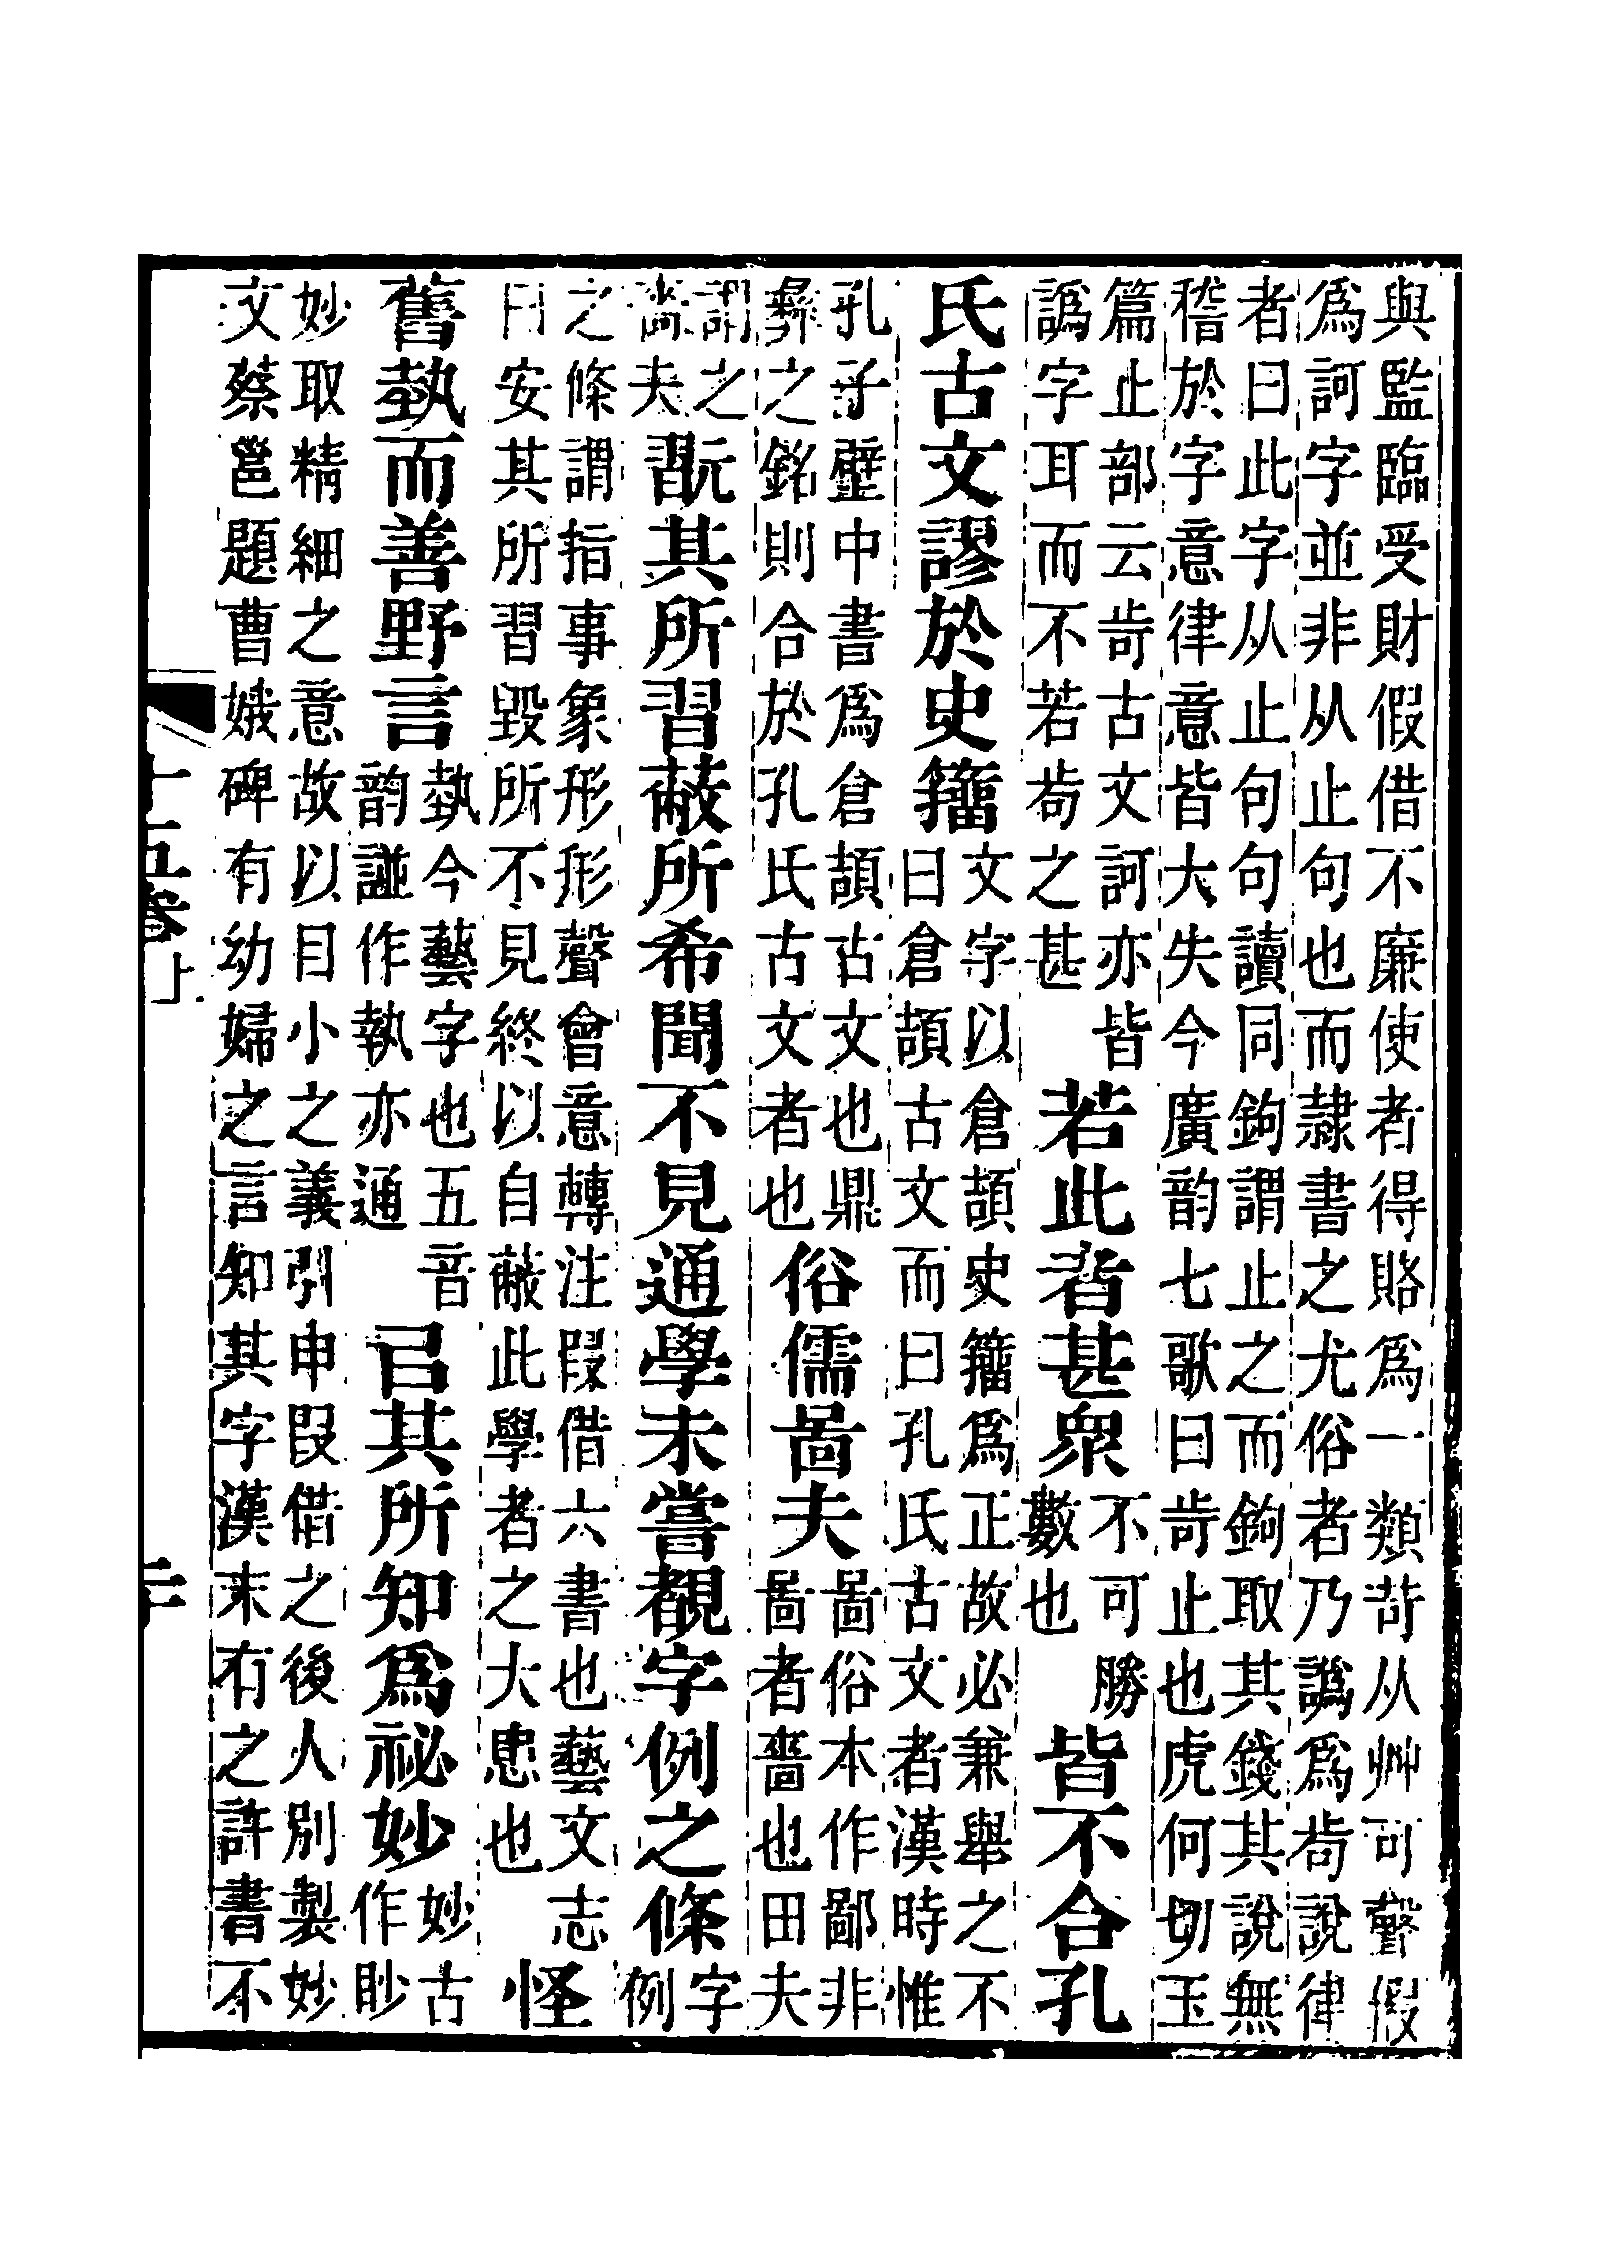 與監臨受財假借不廉使者得賂爲一類苛从艸可聲假
爲訶字並非从止句也而隸書之尤俗者乃譌爲⿱止句說律
者曰此字从止句句讀同鉤謂止之而鉤取其錢其說無
稽於字意律意皆大失今廣韵七歌曰⿱止可止也虎何切玉
篇止部云⿱止可古文訶亦皆
譌字耳而不若⿱止句之甚
若此者甚眾
不可勝
數也
皆不合孔
氏古文謬於史籒
文字以倉頡史籒爲正故必兼舉之不
曰倉頡古文而曰孔氏古文者漢時惟
孔子壁中書爲倉頡古文也鼎
彝之銘則合於孔氏古文者也
俗儒啚夫
啚俗本作鄙非
啚者嗇也田夫
謂之
嗇夫
翫其所習蔽所希聞不見通學未嘗覩字例之條
字
例
之條謂指事象形形聲會意轉注叚借六書也藝文志
曰安其所習毀所不見終以自蔽此學者之大患也
怪
舊埶而善野言
埶今藝字也五音
韵譜作執亦通
㠯其所知爲祕妙
妙古
作眇
妙取精細之意故以目小之義引申叚借之後人別製妙
文蔡邕題曹娥碑有幼婦之言知其字漢末有之許書不
十五卷上
二十